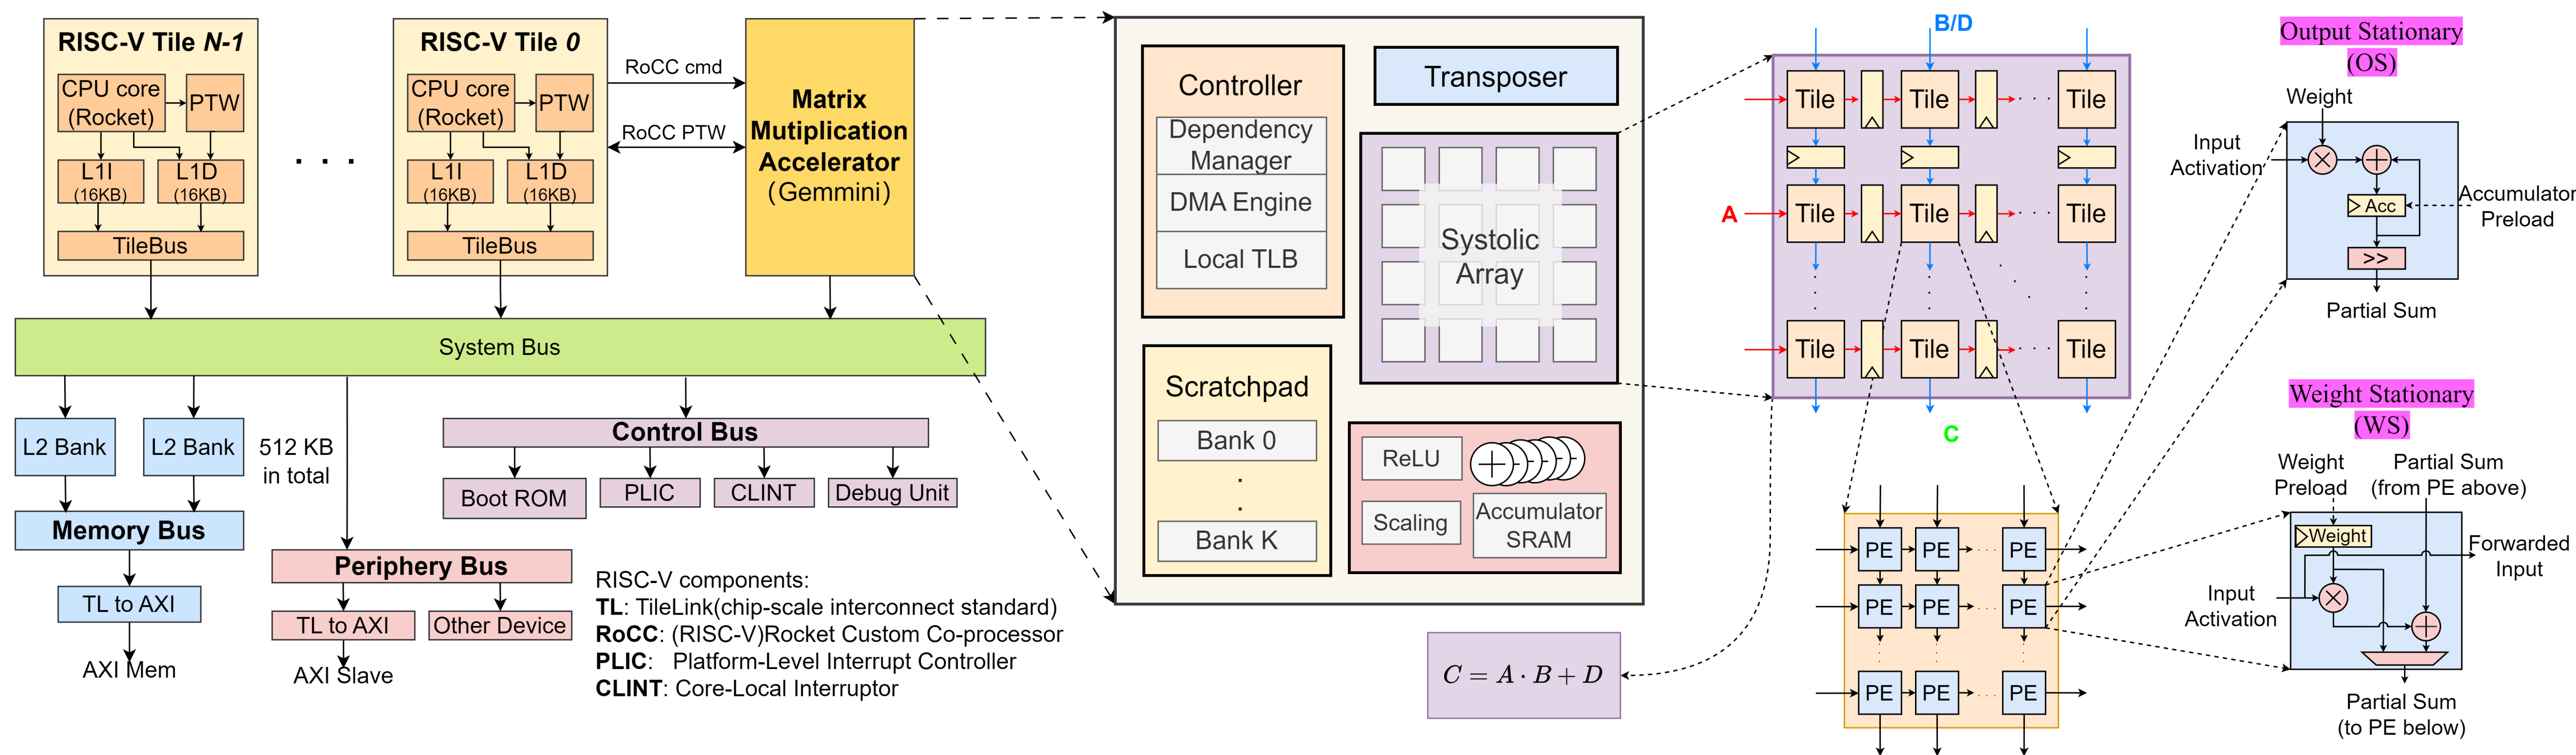 RISC-V Tile N-1
CPU core
(Rocket)
PTW
L1I
(16KB)
L1D
(16KB)
TileBus
. . .
RISC-V Tile 0
CPU core
(Rocket)
PTW
L1I
(16KB)
L1D
(16KB)
TileBus
RoCC cmd
RoCC PTW
Matrix
Mutiplication
Accelerator
(Gemmini)
System Bus
L2 Bank
L2 Bank
512 KB
in total
Memory Bus
TL to AXI
AXI Mem
Control Bus
Boot ROM
PLIC
CLINT
Debug Unit
Periphery Bus
TL to AXI
Other Device
AXI Slave
RISC-V components:
TL: TileLink(chip-scale interconnect standard)
RoCC: (RISC-V)Rocket Custom Co-processor
PLIC: Platform-Level Interrupt Controller
CLINT: Core-Local Interruptor
Controller
Dependency
Manager
DMA Engine
Local TLB
Transposer
Systolic
Array
Scratchpad
Bank 0
.
.
Bank K
ReLU
Scaling
Accumulator
SRAM
C = A · B + D
B/D
A
C
Tile
Tile
Tile
Tile
Tile
Tile
Tile
Tile
Tile
PE
PE
PE
PE
PE
PE
PE
PE
PE
Output Stationary
(OS)
Weight
Input
Activation
Acc
>>
Accumulator
Preload
Partial Sum
Weight Stationary
(WS)
Weight
Preload
Partial Sum
(from PE above)
Weight
Forwarded
Input
Input
Activation
Partial Sum
(to PE below)